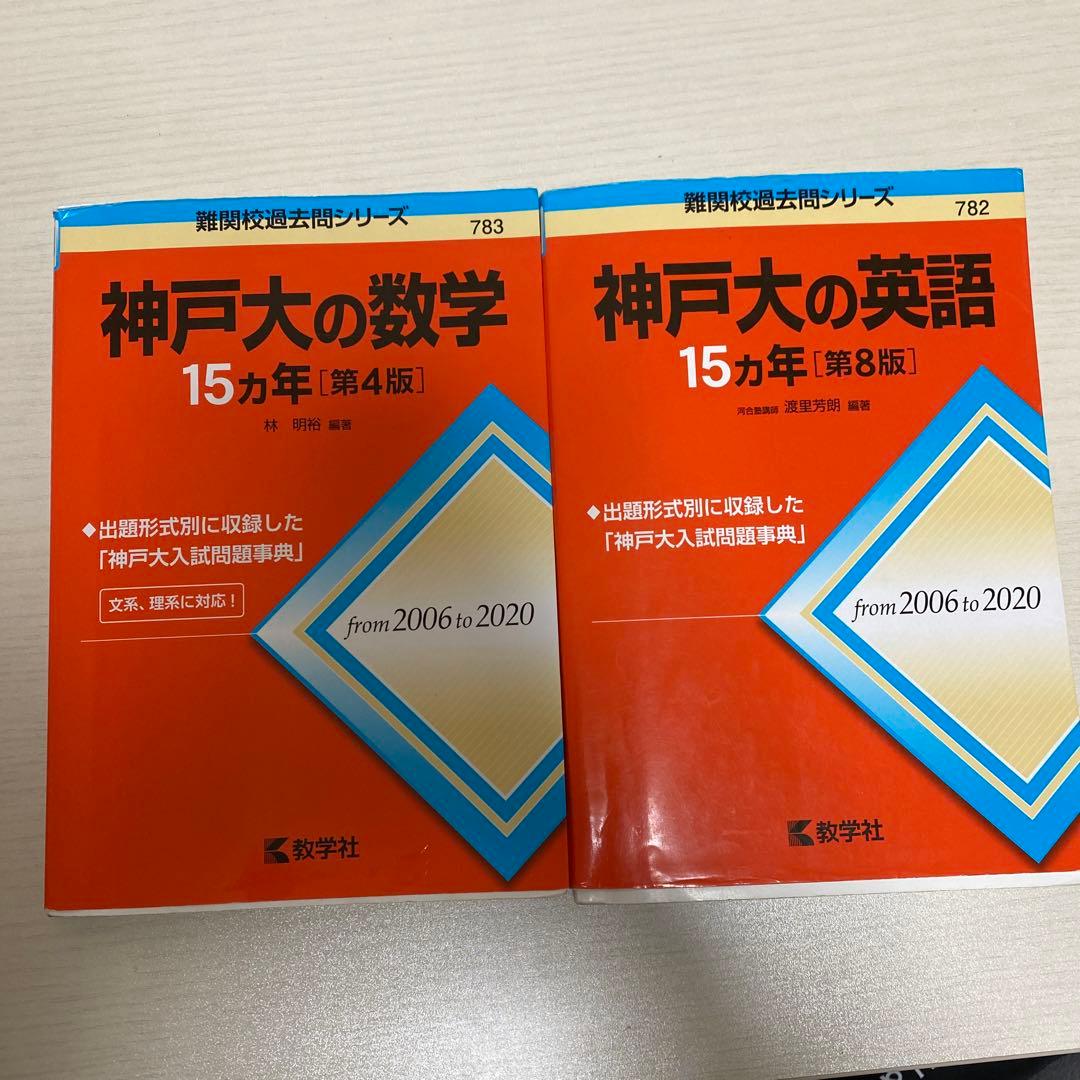 難関校過去問シリーズ
783
神戸大の数学
15カ年[第4版]
林 明裕 編著
◆出題形式別に収録した
「神戸大入試問題事典」
文系、理系に対応!
from 2006 to 2020
教学社
難関校過去問シリーズ
782
神戸大の英語
15カ年[第8版]
河合塾講師 渡里芳朗 編著
◆出題形式別に収録した
「神戸大入試問題事典」
from 2006 to 2020
教学社